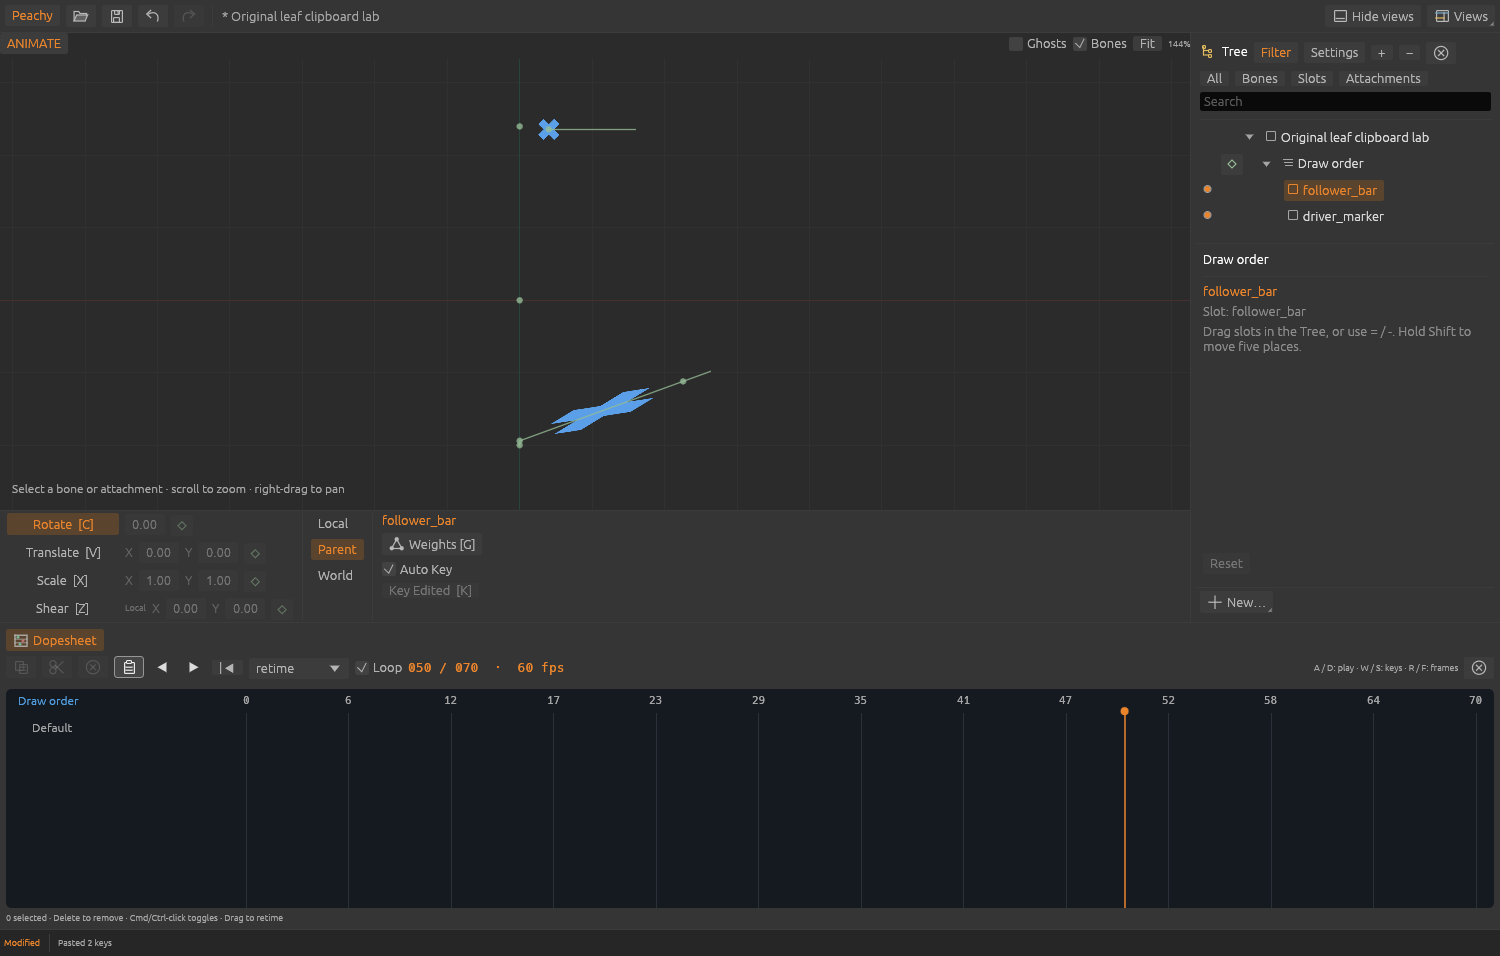 Peachy
* Original leaf clipboard lab
Hide views
Views
ANIMATE
Ghosts
Bones
Fit
144%
Tree
Filter
Settings
+
−
All
Bones
Slots
Attachments
Search
Original leaf clipboard lab
Draw order
follower_bar
driver_marker
Draw order
follower_bar
Slot: follower_bar
Drag slots in the Tree, or use = / -. Hold Shift to
move five places.
Reset
New...
Select a bone or attachment · scroll to zoom · right-drag to pan
Rotate [C]
0.00
Translate [V]
X 0.00 Y 0.00
Scale [X]
X 1.00 Y 1.00
Shear [Z]
Local X 0.00 Y 0.00
Local
Parent
World
follower_bar
Weights [G]
Auto Key
Key Edited [K]
Dopesheet
retime
Loop
050 / 070 · 60 fps
A / D: play · W / S: keys · R / F: frames
Draw order
0 6 12 17 23 29 35 41 47 52 58 64 70
Default
0 selected · Delete to remove · Cmd/Ctrl-click toggles · Drag to retime
Modified
Pasted 2 keys